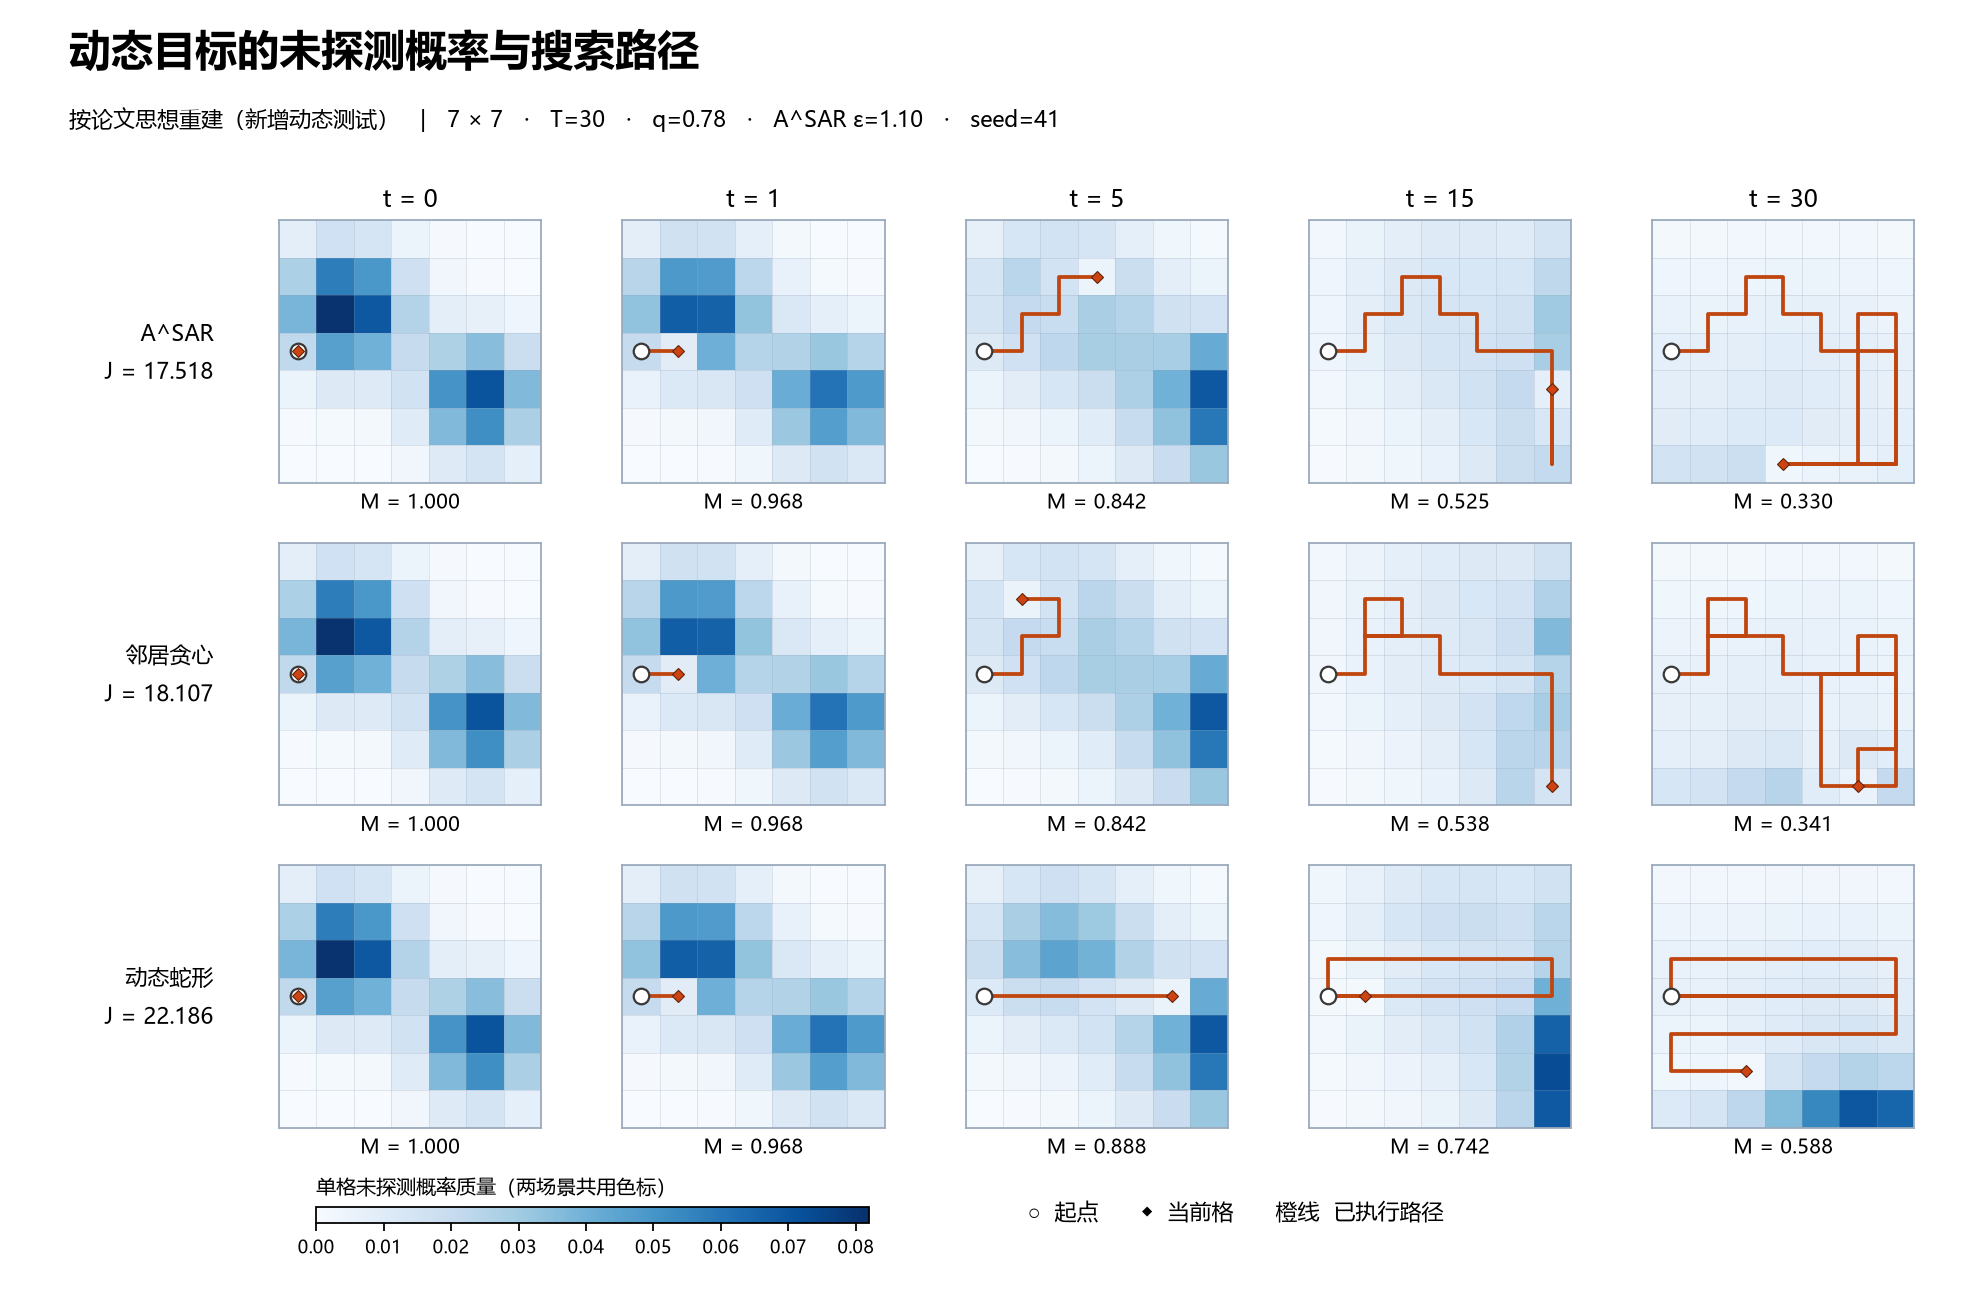 动态目标的未探测概率与搜索路径
按论文思想重建（新增动态测试） | 7 × 7 · T=30 · q=0.78 · A^SAR ε=1.10 · seed=41
t = 0 t = 1 t = 5 t = 15 t = 30
A^SAR
J = 17.518
M = 1.000 M = 0.968 M = 0.842 M = 0.525 M = 0.330
邻居贪心
J = 18.107
M = 1.000 M = 0.968 M = 0.842 M = 0.538 M = 0.341
动态蛇形
J = 22.186
M = 1.000 M = 0.968 M = 0.888 M = 0.742 M = 0.588
单格未探测概率质量（两场景共用色标）
起点 当前格 橙线 已执行路径
0.00 0.01 0.02 0.03 0.04 0.05 0.06 0.07 0.08